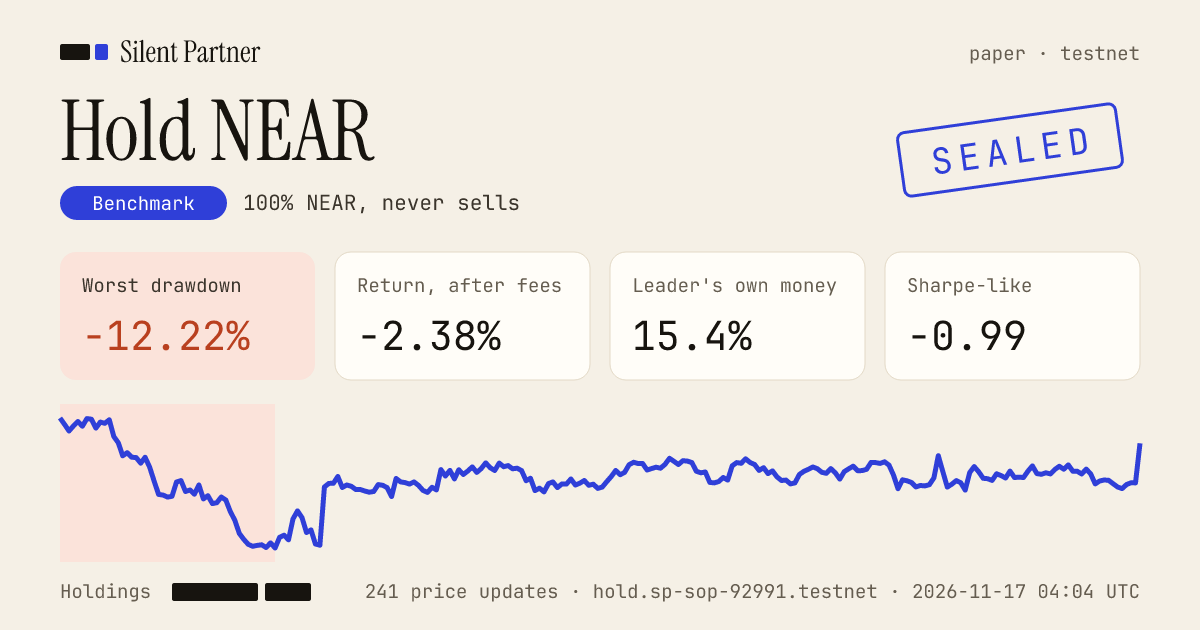 Silent Partner
paper · testnet
Hold NEAR
SEALED
Benchmark
100% NEAR, never sells
Worst drawdown
-12.22%
Return, after fees
-2.38%
Leader's own money
15.4%
Sharpe-like
-0.99
Holdings
241 price updates · hold.sp-sop-92991.testnet · 2026-11-17 04:04 UTC